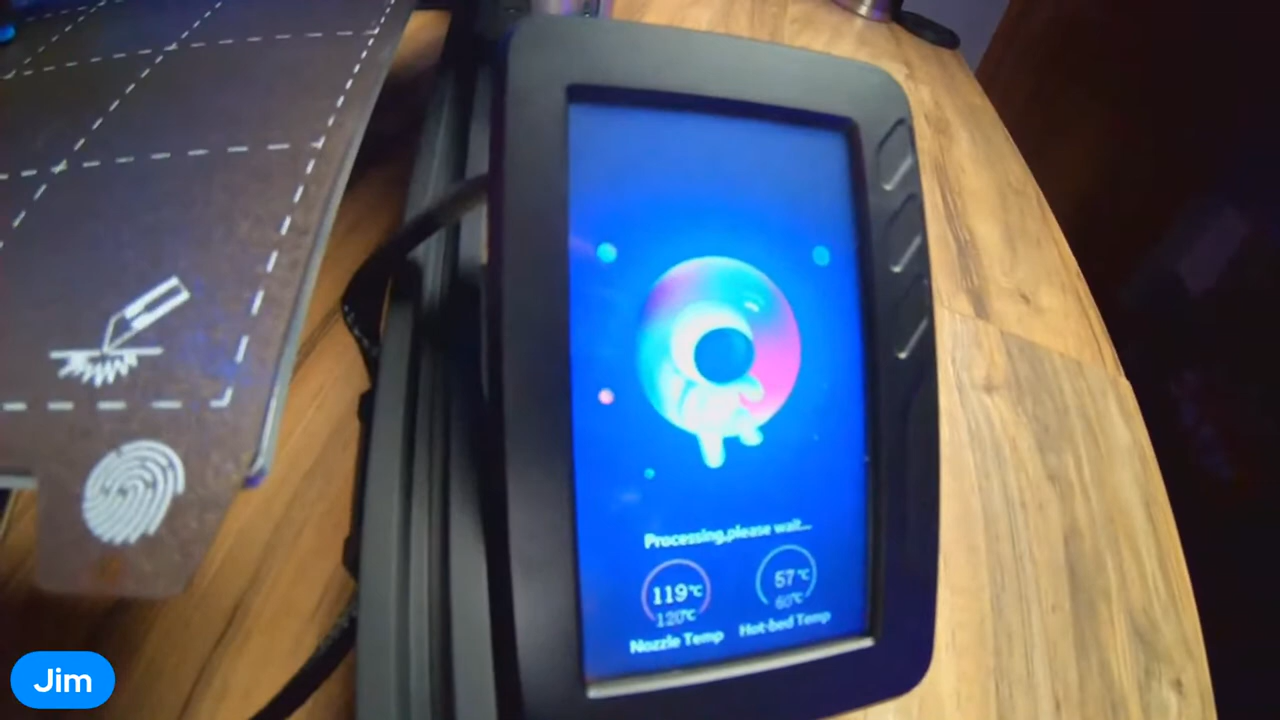 Processing,please wait...
119℃ 57℃
120℃ 60℃
Nozzle Temp Hot-bed Temp
Jim